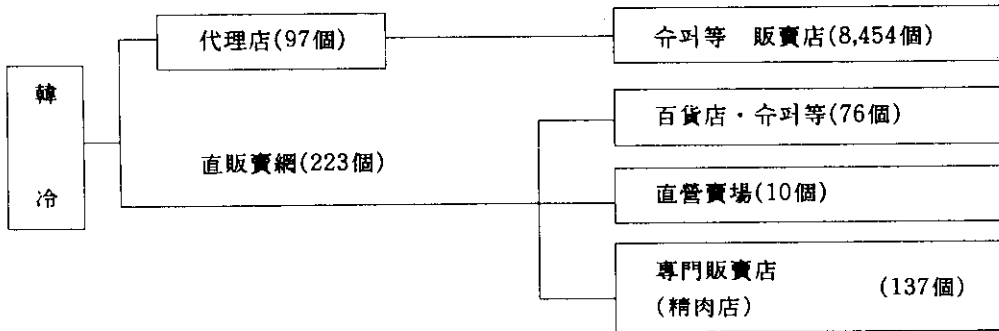 韓冷
代理店(97個)
슈퍼等 販賣店(8,454個)
直販賣網(223個)
百貨店·슈퍼等(76個)
直營賣場(10個)
專門販賣店
(精肉店)
(137個)